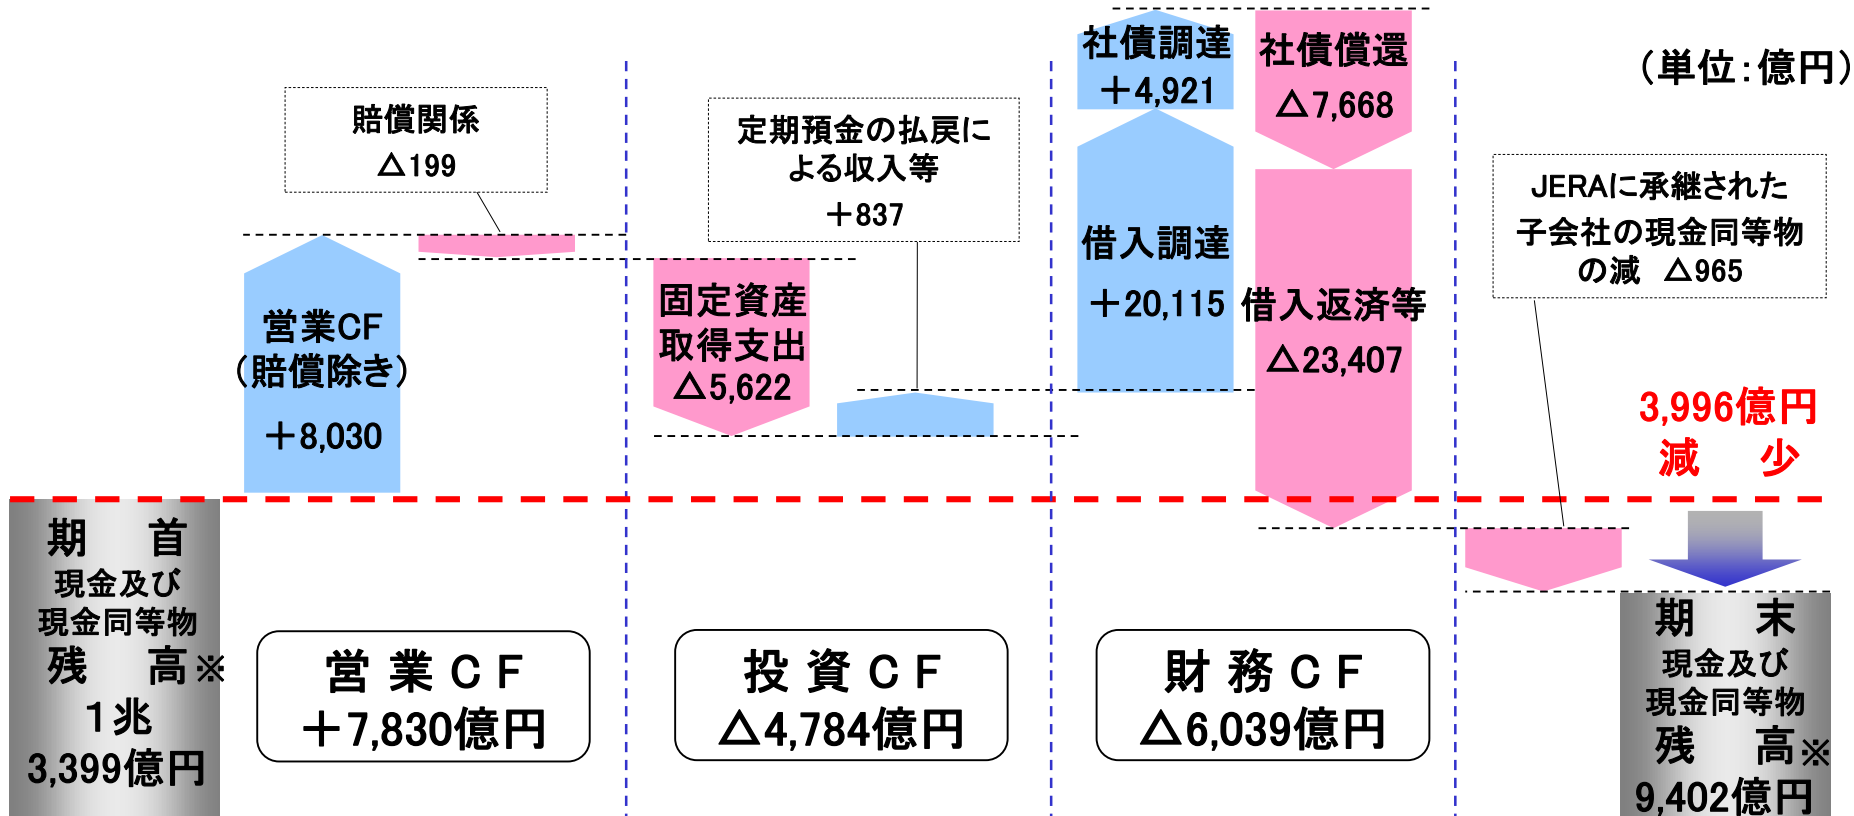 （単位：億円）
期　首
現金及び
現金同等物
残　高※
１兆
3,399億円
賠償関係
△199
営業CF
（賠償除き）
＋8,030
営 業 Ｃ Ｆ
＋7,830億円
固定資産
取得支出
△5,622
定期預金の払戻に
よる収入等
＋837
投 資 Ｃ Ｆ
△4,784億円
社債調達
＋4,921
借入調達
＋20,115
社債償還
△7,668
借入返済等
△23,407
財 務 Ｃ Ｆ
△6,039億円
JERAに承継された
子会社の現金同等物
の減　△965
3,996億円
減　少
期　末
現金及び
現金同等物
残　高※
9,402億円